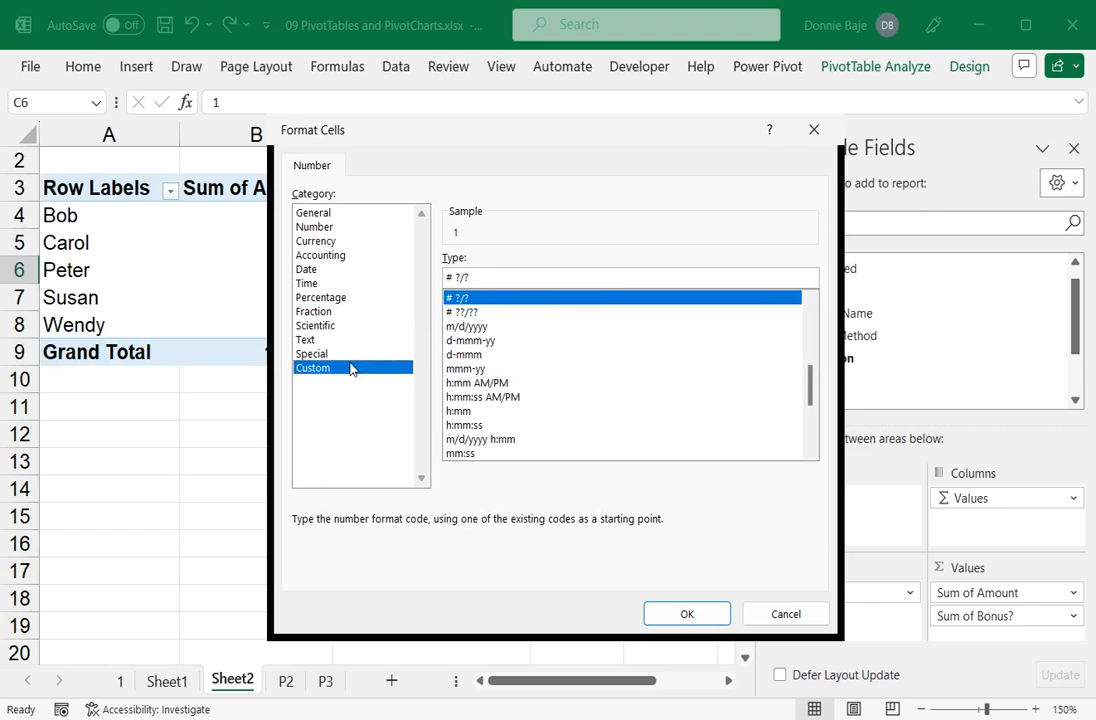 AutoSave Off 09 PivotTables and PivotCharts.xlsx -... Search Donnie Baje DB
File Home Insert Draw Page Layout Formulas Data Review View Automate Developer Help Power Pivot PivotTable Analyze Design
C6 fx 1
Format Cells ?
A B
le Fields
2
3 Row Labels Sum of A
4 Bob
5 Carol
6 Peter
7 Susan
8 Wendy
9 Grand Total
10
11
12
13
14
15
16
17
18
19
20
Number
Category:
General
Number
Currency
Accounting
Date
Time
Percentage
Fraction
Scientific
Text
Special
Custom
Sample
1
Type:
# ?/?
# ?/?
# ??/??
m/d/yyyy
d-mmm-yy
d-mmm
mmm-yy
h:mm AM/PM
h:mm:ss AM/PM
h:mm
h:mm:ss
m/d/yyyy h:mm
mm:ss
Type the number format code, using one of the existing codes as a starting point.
OK Cancel
o add to report:
ed
Name
Method
on
tween areas below:
Columns
Σ Values
Σ Values
Sum of Amount
Sum of Bonus?
1 Sheet1 Sheet2 P2 P3 +
Defer Layout Update Update
Ready Accessibility: Investigate 150%